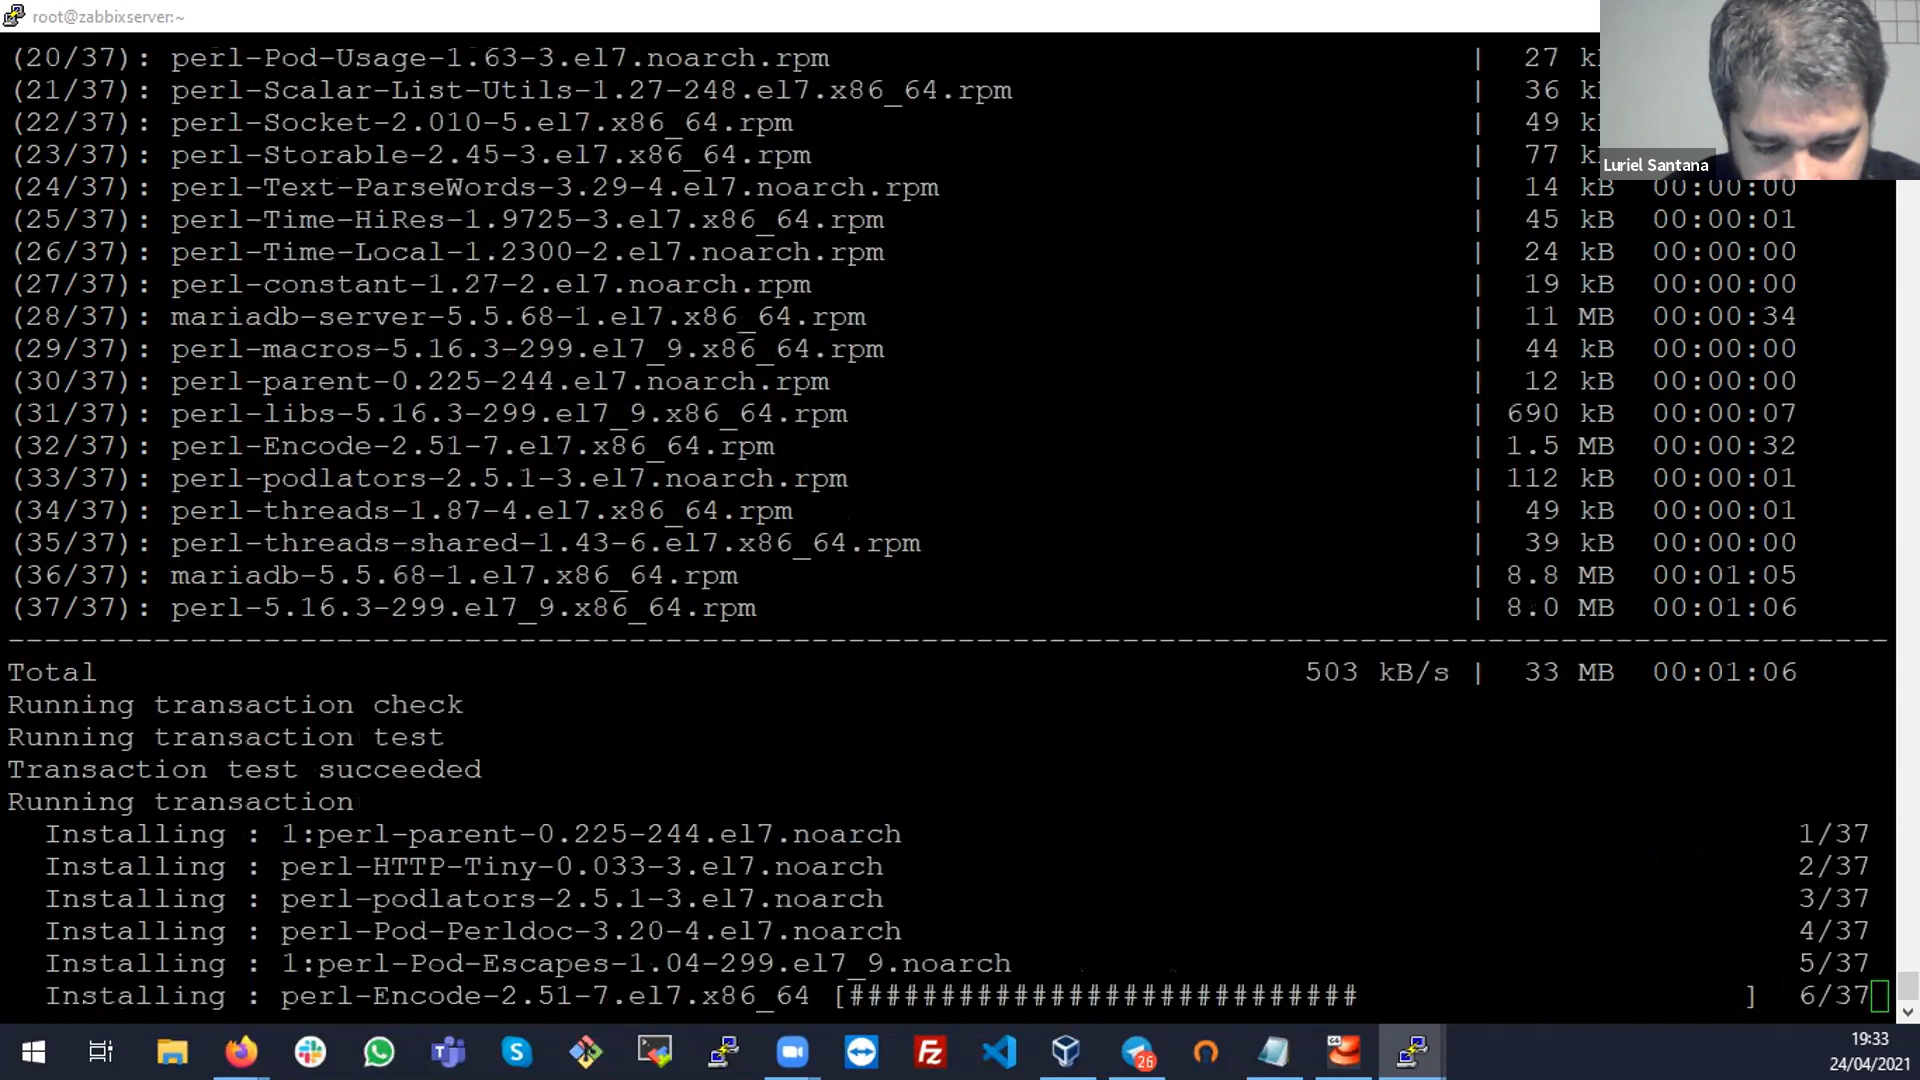 root@zabbixserver:~
(20/37): perl-Pod-Usage-1.63-3.el7.noarch.rpm | 27 k
(21/37): perl-Scalar-List-Utils-1.27-248.el7.x86_64.rpm | 36 k
(22/37): perl-Socket-2.010-5.el7.x86_64.rpm | 49 k
(23/37): perl-Storable-2.45-3.el7.x86_64.rpm | 77 k
Luriel Santana
(24/37): perl-Text-ParseWords-3.29-4.el7.noarch.rpm | 14 kB 00:00:00
(25/37): perl-Time-HiRes-1.9725-3.el7.x86_64.rpm | 45 kB 00:00:01
(26/37): perl-Time-Local-1.2300-2.el7.noarch.rpm | 24 kB 00:00:00
(27/37): perl-constant-1.27-2.el7.noarch.rpm | 19 kB 00:00:00
(28/37): mariadb-server-5.5.68-1.el7.x86_64.rpm | 11 MB 00:00:34
(29/37): perl-macros-5.16.3-299.el7_9.x86_64.rpm | 44 kB 00:00:00
(30/37): perl-parent-0.225-244.el7.noarch.rpm | 12 kB 00:00:00
(31/37): perl-libs-5.16.3-299.el7_9.x86_64.rpm | 690 kB 00:00:07
(32/37): perl-Encode-2.51-7.el7.x86_64.rpm | 1.5 MB 00:00:32
(33/37): perl-podlators-2.5.1-3.el7.noarch.rpm | 112 kB 00:00:01
(34/37): perl-threads-1.87-4.el7.x86_64.rpm | 49 kB 00:00:01
(35/37): perl-threads-shared-1.43-6.el7.x86_64.rpm | 39 kB 00:00:00
(36/37): mariadb-5.5.68-1.el7.x86_64.rpm | 8.8 MB 00:01:05
(37/37): perl-5.16.3-299.el7_9.x86_64.rpm | 8.0 MB 00:01:06
--------------------------------------------------------------------------------
Total 503 kB/s | 33 MB 00:01:06
Running transaction check
Running transaction test
Transaction test succeeded
Running transaction
Installing : 1:perl-parent-0.225-244.el7.noarch 1/37
Installing : perl-HTTP-Tiny-0.033-3.el7.noarch 2/37
Installing : perl-podlators-2.5.1-3.el7.noarch 3/37
Installing : perl-Pod-Perldoc-3.20-4.el7.noarch 4/37
Installing : 1:perl-Pod-Escapes-1.04-299.el7_9.noarch 5/37
Installing : perl-Encode-2.51-7.el7.x86_64 [############################ ] 6/37
26
64
19:33
24/04/2021